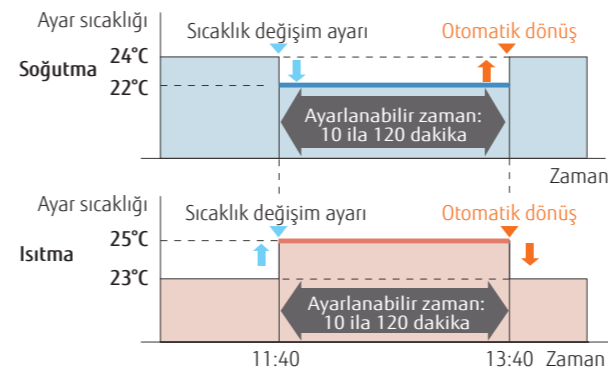 Ayar sıcaklığı
Sıcaklık değişim ayarı
Otomatik dönüş
Soğutma
24°C
22°C
Ayarlanabilir zaman:
10 ila 120 dakika
Zaman
Ayar sıcaklığı
Sıcaklık değişim ayarı
Otomatik dönüş
Isıtma
25°C
23°C
Ayarlanabilir zaman:
10 ila 120 dakika
11:40
13:40
Zaman